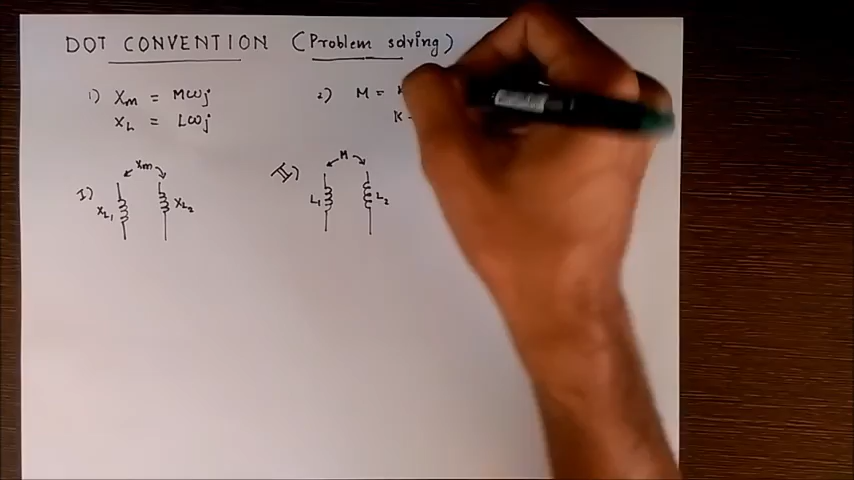 DOT CONVENTION (Problem solving)
1) Xm = Mωj
XL = Lωj
2) M =
K
I) Xm
XL1 XL2
II) M
L1 L2